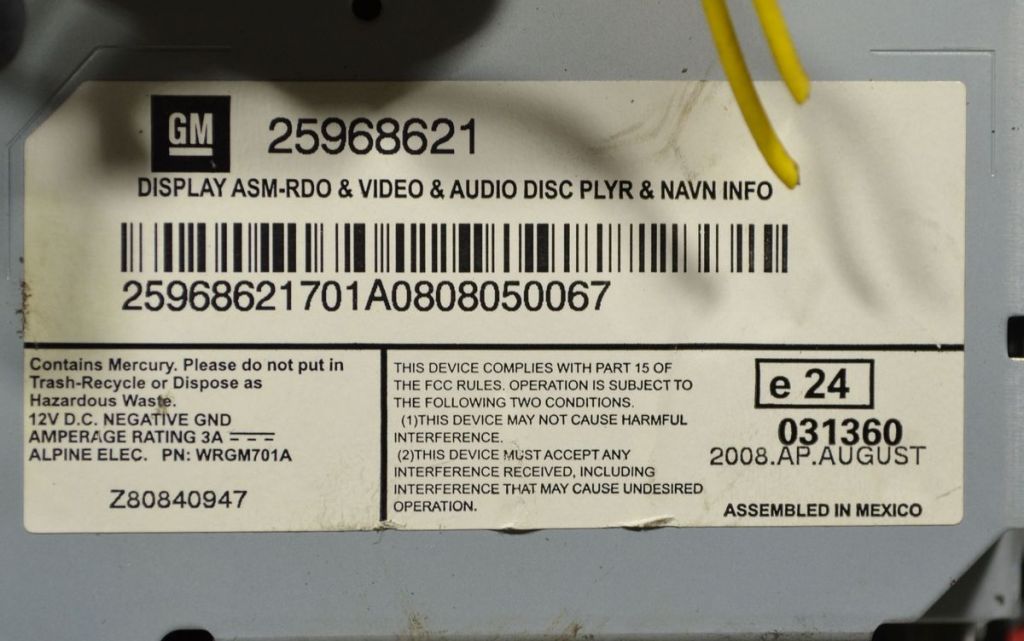 GM 25968621
DISPLAY ASM-RDO & VIDEO & AUDIO DISC PLYR & NAVN INFO
25968621701A0808050067
Contains Mercury. Please do not put in
Trash-Recycle or Dispose as
Hazardous Waste.
12V D.C. NEGATIVE GND
AMPERAGE RATING 3A
ALPINE ELEC. PN: WRGM701A
Z80840947
THIS DEVICE COMPLIES WITH PART 15 OF
THE FCC RULES. OPERATION IS SUBJECT TO
THE FOLLOWING TWO CONDITIONS.
(1)THIS DEVICE MAY NOT CAUSE HARMFUL
INTERFERENCE.
(2)THIS DEVICE MUST ACCEPT ANY
INTERFERENCE RECEIVED, INCLUDING
INTERFERENCE THAT MAY CAUSE UNDESIRED
OPERATION.
e 24
031360
2008.AP.AUGUST
ASSEMBLED IN MEXICO